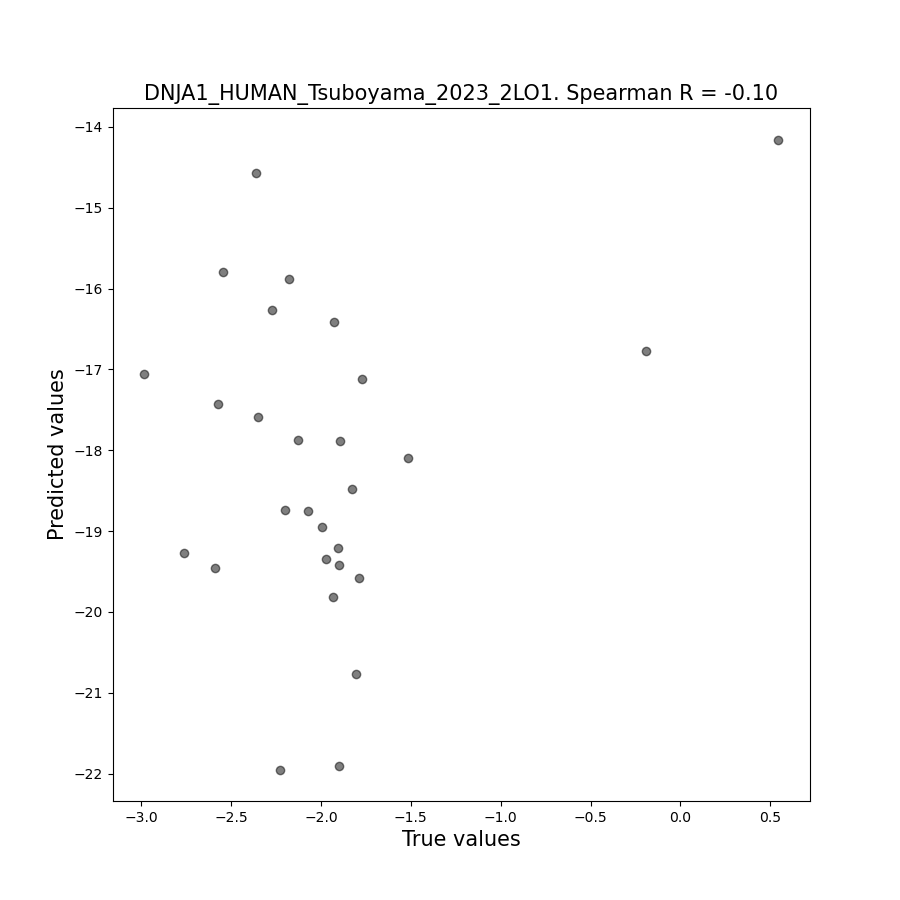 DNJA1_HUMAN_Tsuboyama_2023_2LO1. Spearman R = -0.10
−14
−15
−16
−17
−18
−19
−20
−21
−22
Predicted values
−3.0 −2.5 −2.0 −1.5 −1.0 −0.5 0.0 0.5
True values